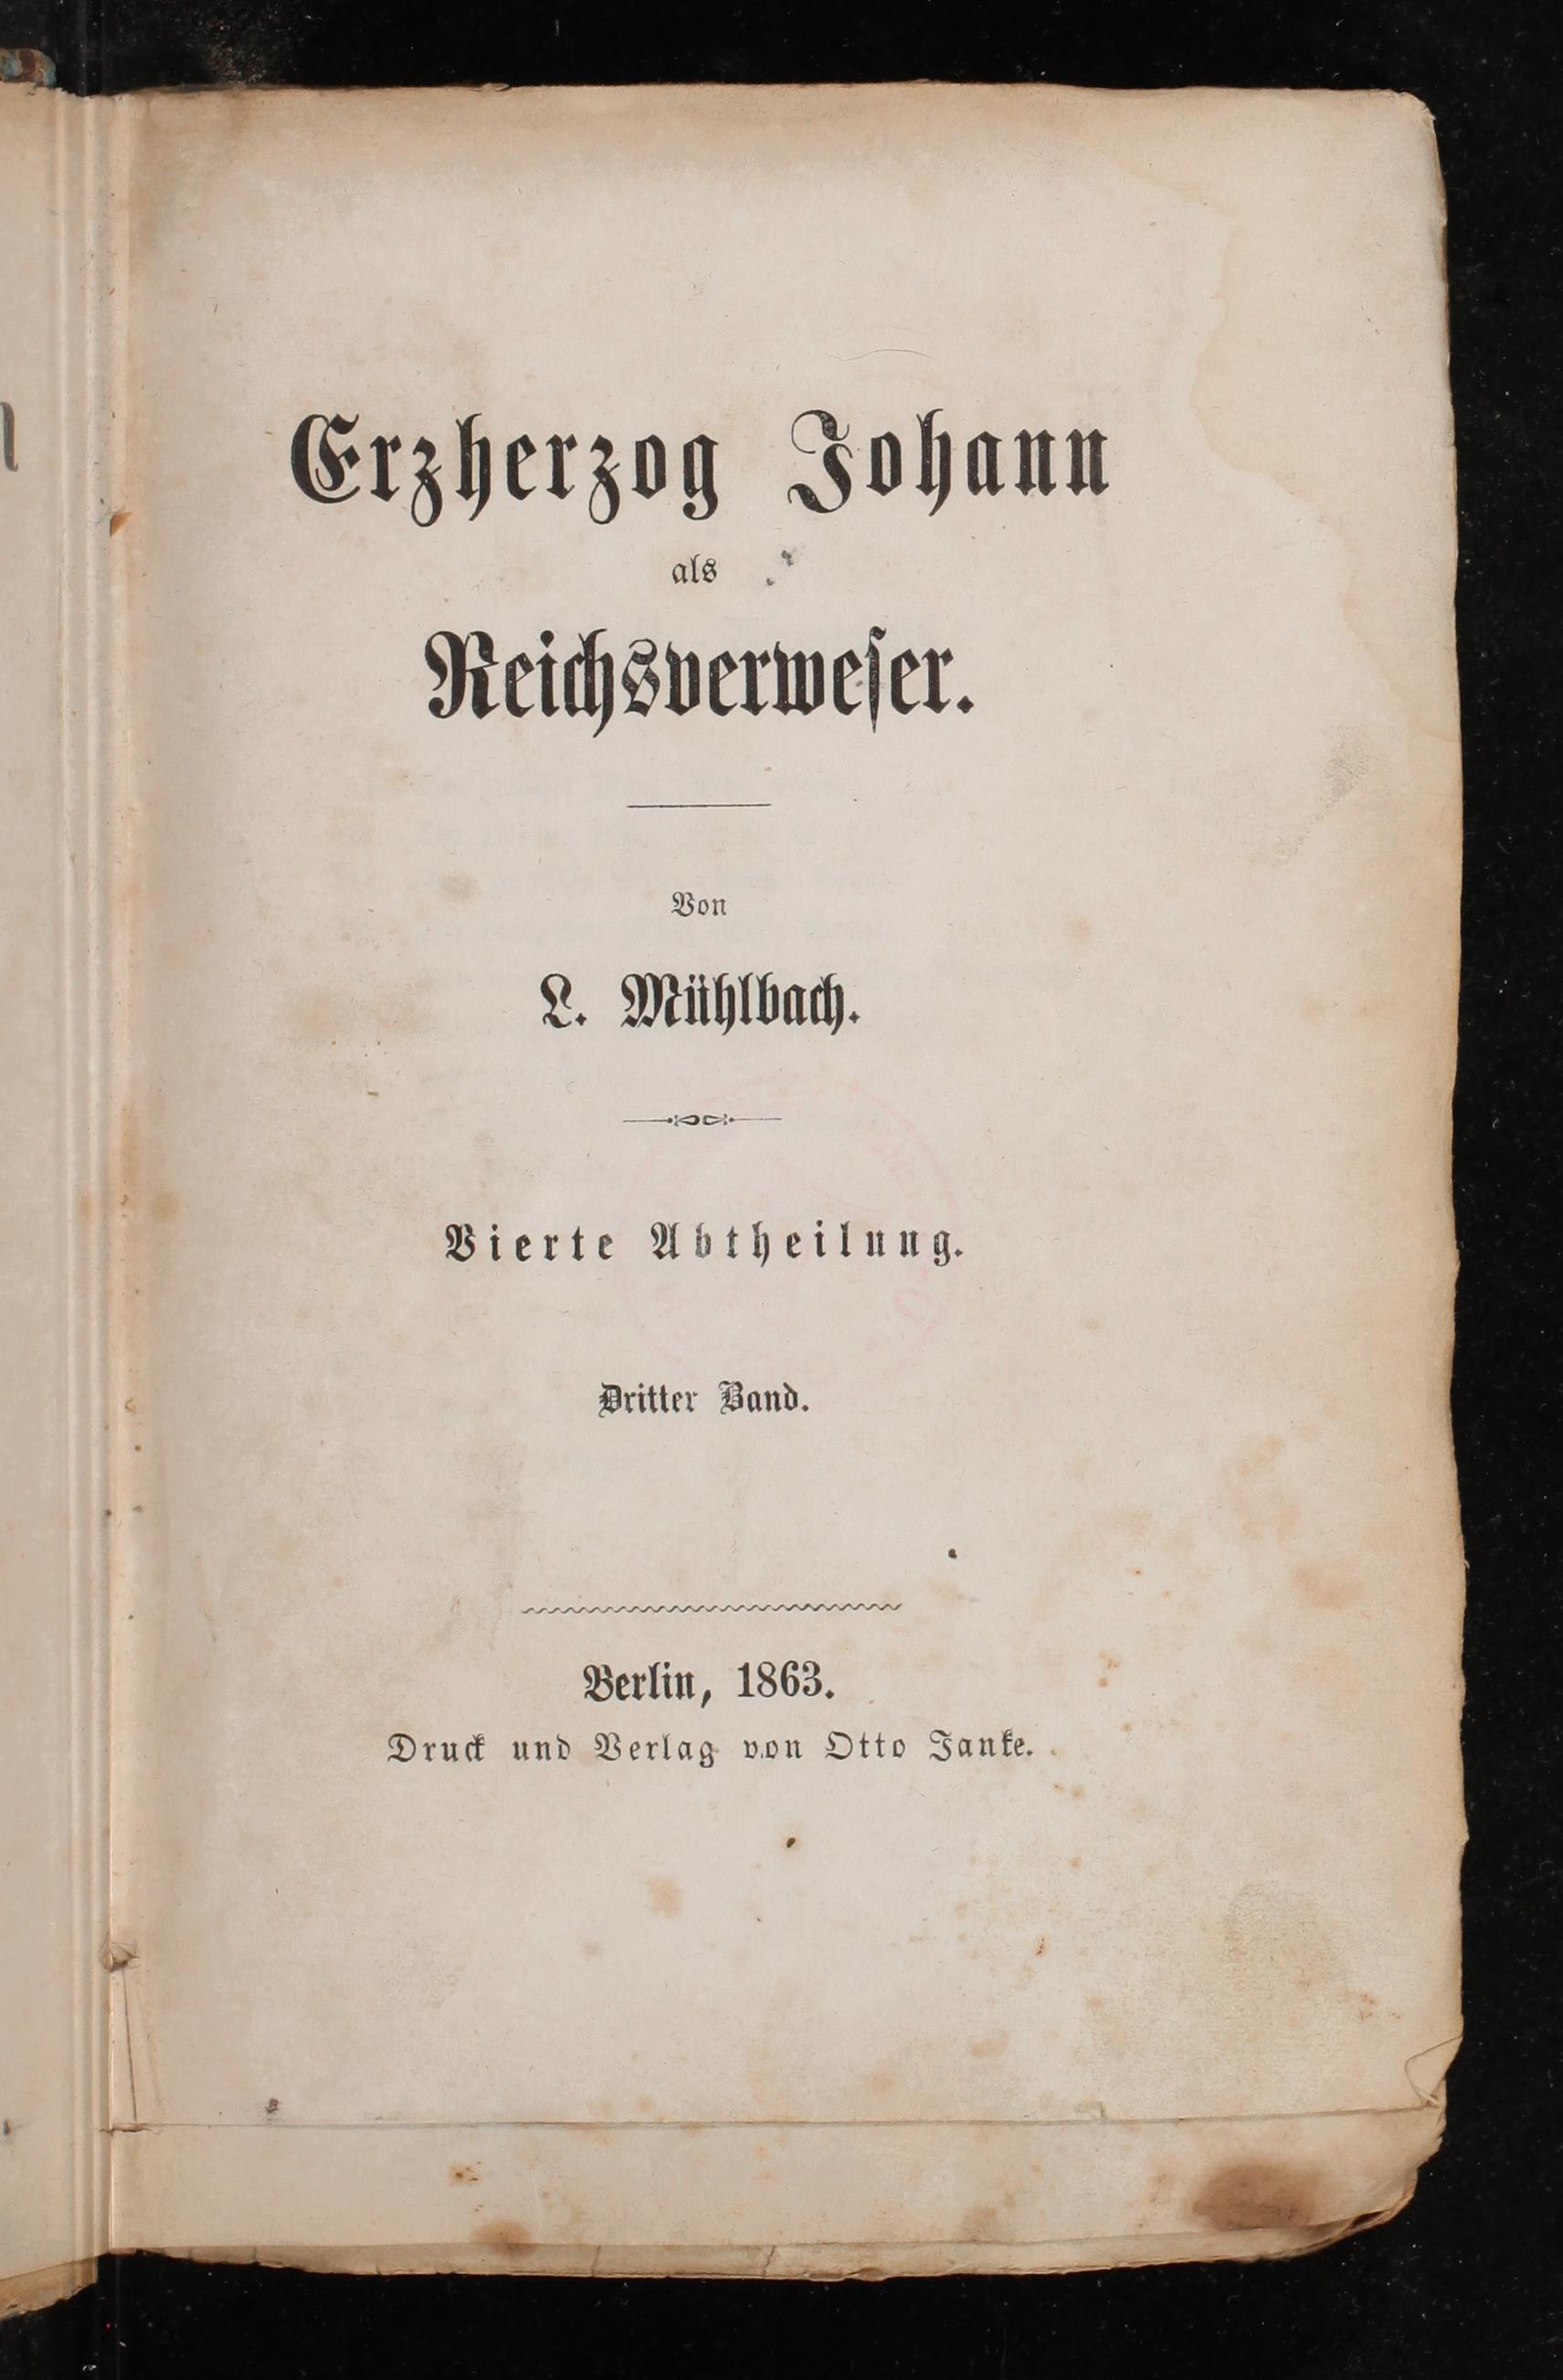 Erzherzog Johann
als
Reichsverweser.
Von
L. Mühlbach.
Vierte Abtheilung.
Dritter Band.
Berlin, 1863.
Druck und Verlag von Otto Janke.